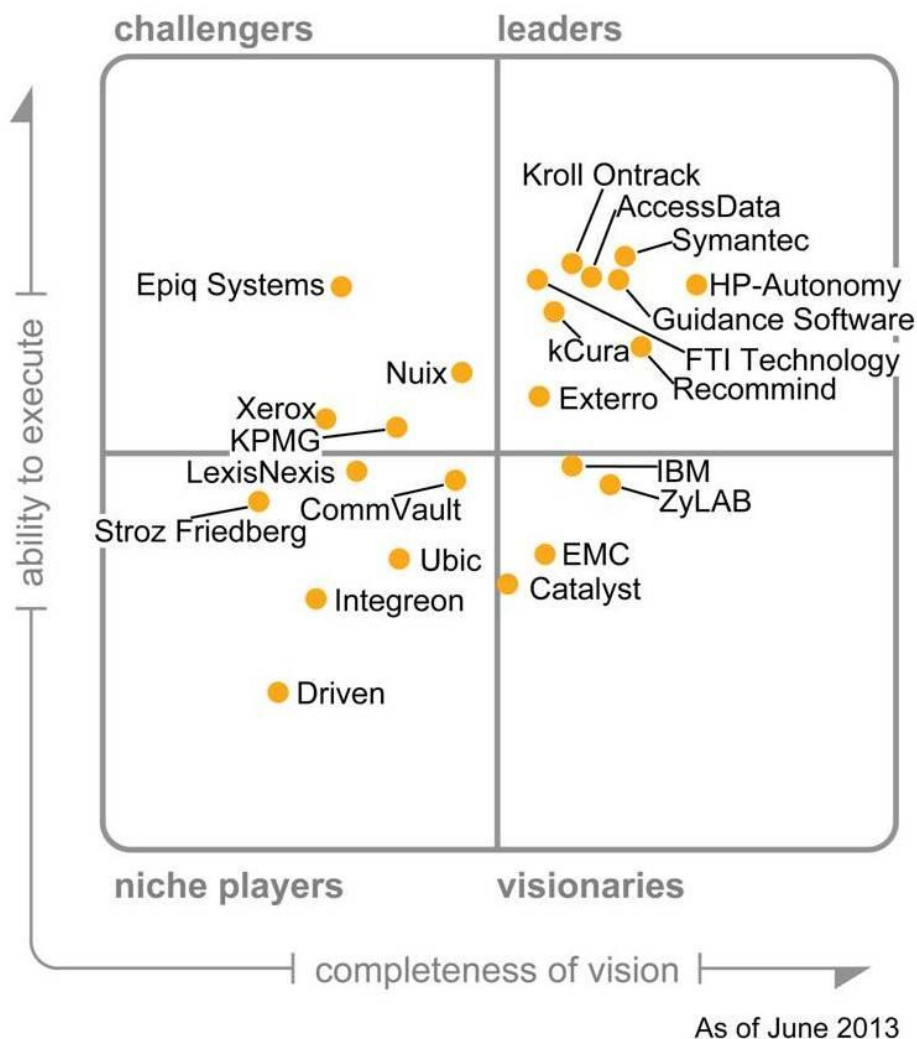 challengers
leaders
Kroll Ontrack
AccessData
Symantec
Epiq Systems
HP-Autonomy
Guidance Software
kCura
FTI Technology
Nuix
Recommind
Exterro
Xerox
KPMG
LexisNexis
IBM
CommVault
ZyLAB
Stroz Friedberg
Ubic
EMC
Catalyst
Integreon
Driven
ability to execute
niche players
visionaries
completeness of vision
As of June 2013